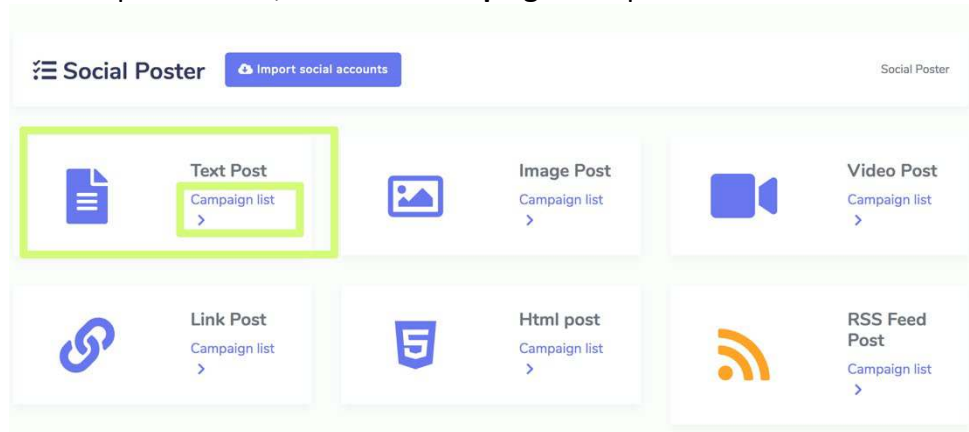 Social Poster
Import social accounts
Social Poster
Text Post
Campaign list
Image Post
Campaign list
Video Post
Campaign list
Link Post
Campaign list
Html post
Campaign list
RSS Feed
Post
Campaign list